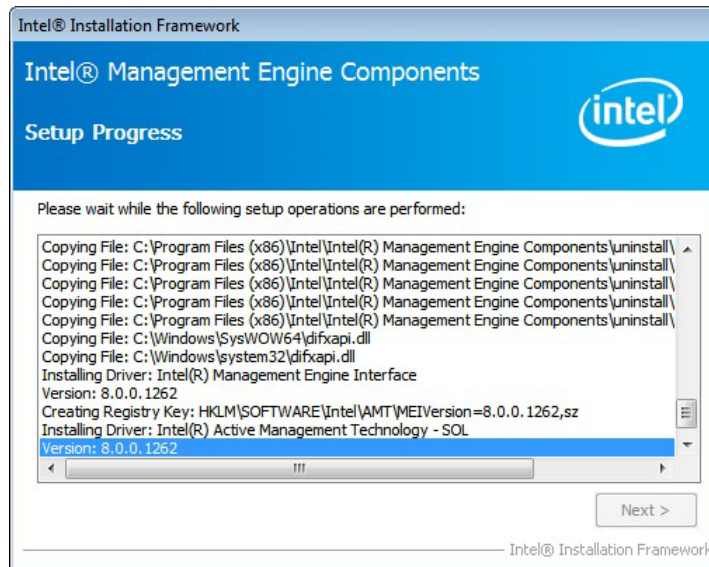 Intel® Installation Framework
Intel® Management Engine Components
intel®
Setup Progress
Please wait while the following setup operations are performed:
Copying File: C:\Program Files (x86)\Intel\Intel(R) Management Engine Components\uninstall\
Copying File: C:\Program Files (x86)\Intel\Intel(R) Management Engine Components\uninstall\
Copying File: C:\Program Files (x86)\Intel\Intel(R) Management Engine Components\uninstall\
Copying File: C:\Program Files (x86)\Intel\Intel(R) Management Engine Components\uninstall\
Copying File: C:\Program Files (x86)\Intel\Intel(R) Management Engine Components\uninstall\
Copying File: C:\Windows\SysWOW64\difxapi.dll
Copying File: C:\Windows\system32\difxapi.dll
Installing Driver: Intel(R) Management Engine Interface
Version: 8.0.0.1262
Creating Registry Key: HKLM\SOFTWARE\Intel\AMT\MEIVersion=8.0.0.1262,sz
Installing Driver: Intel(R) Active Management Technology - SOL
Version: 8.0.0.1262
Next >
Intel® Installation Framework